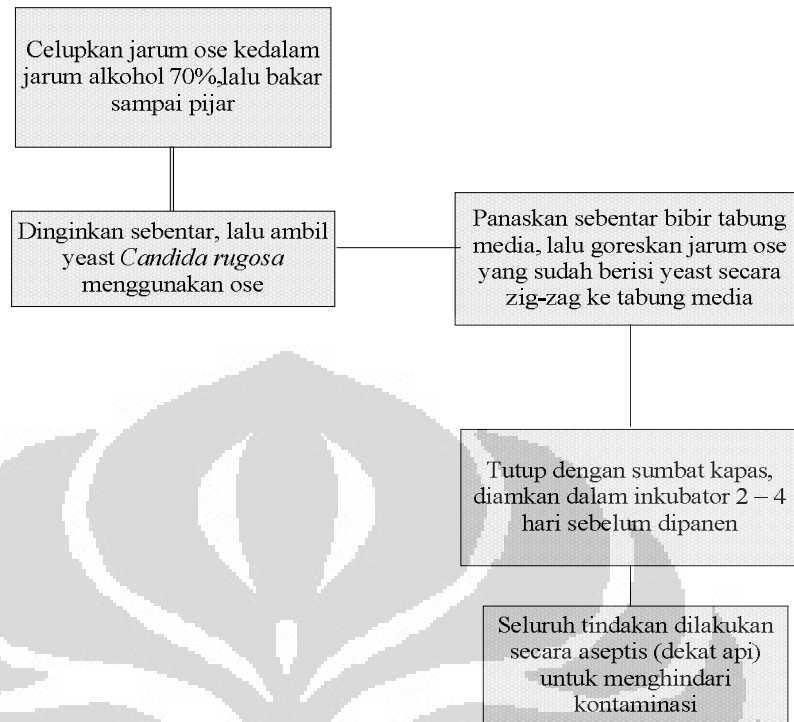 Celupkan jarum ose kedalam
jarum alkohol 70%,lalu bakar
sampai pijar
Dinginkan sebentar, lalu ambil
yeast Candida rugosa
menggunakan ose
Panaskan sebentar bibir tabung
media, lalu goreskan jarum ose
yang sudah berisi yeast secara
zig-zag ke tabung media
Tutup dengan sumbat kapas,
diamkan dalam inkubator 2 – 4
hari sebelum dipanen
Seluruh tindakan dilakukan
secara aseptis (dekat api)
untuk menghindari
kontaminasi